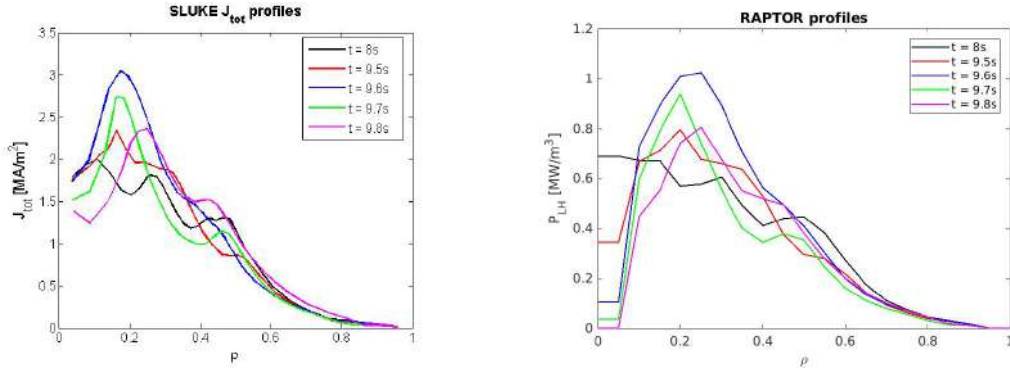 SLUKE Jtot profiles
3.5
3
2.5
2
1.5
1
0.5
0
Jtot [MA/m²]
0
0.2
0.4
0.6
0.8
1
ρ
t = 8s
t = 9.5s
t = 9.6s
t = 9.7s
t = 9.8s
RAPTOR profiles
1.2
1
0.8
0.6
0.4
0.2
0
PLH [MW/m³]
0
0.2
0.4
0.6
0.8
1
ρ
t = 8s
t = 9.5s
t = 9.6s
t = 9.7s
t = 9.8s